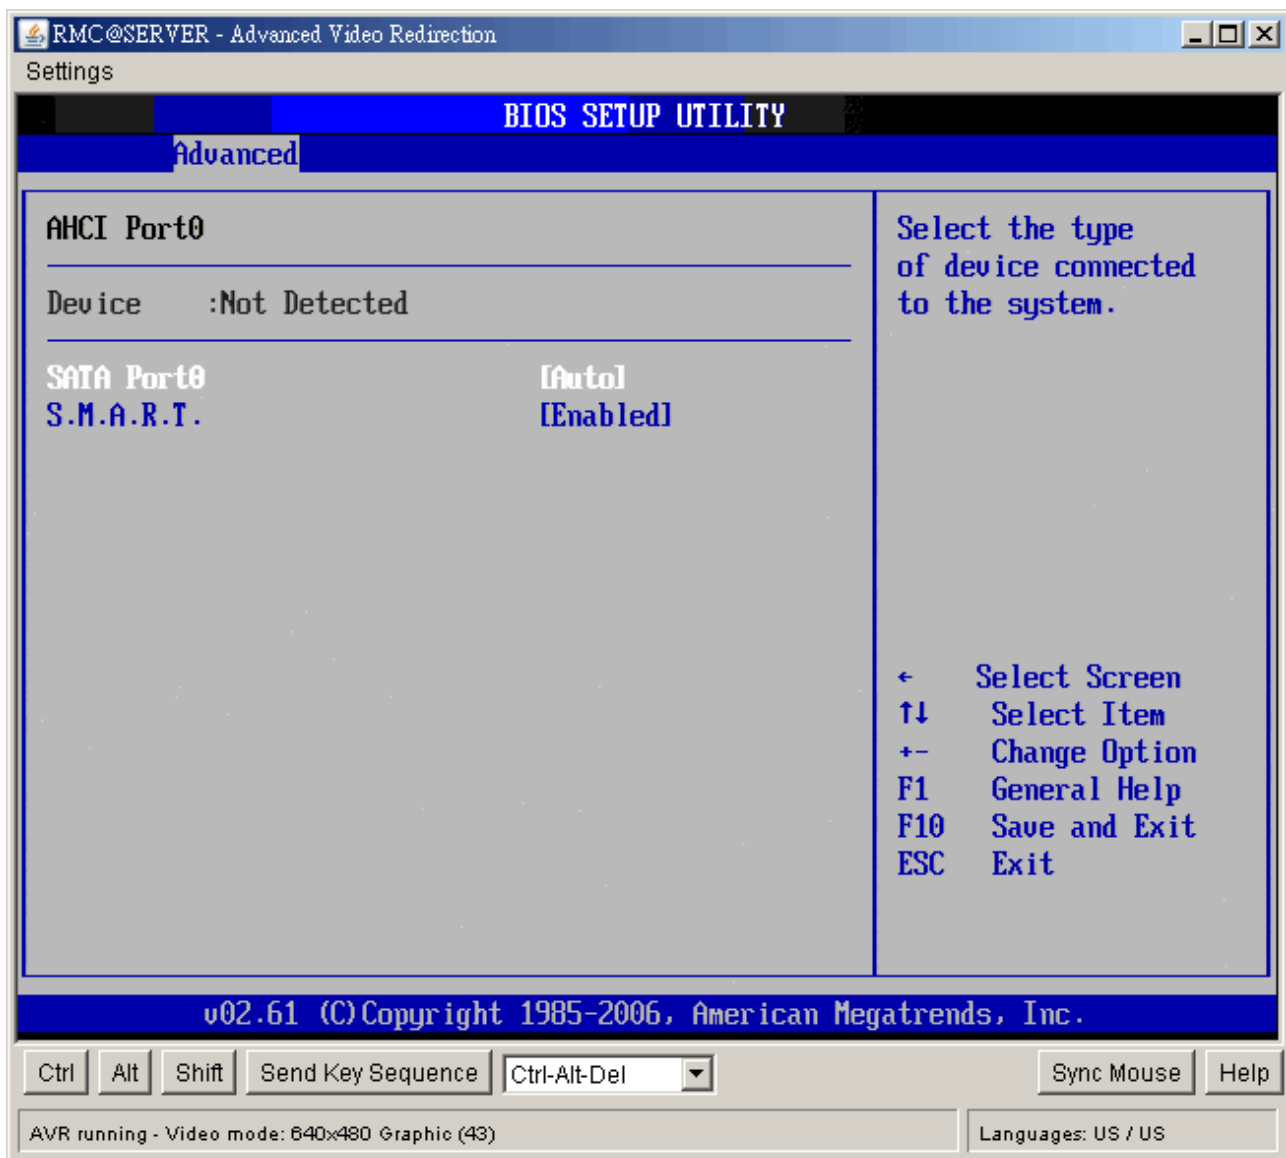 RMC@SERVER - Advanced Video Redirection
Settings
BIOS SETUP UTILITY
Advanced
AHCI Port0
Device :Not Detected
SATA Port0 [Auto]
S.M.A.R.T. [Enabled]
Select the type
of device connected
to the system.
← Select Screen
↑↓ Select Item
+- Change Option
F1 General Help
F10 Save and Exit
ESC Exit
v02.61 (C)Copyright 1985-2006, American Megatrends, Inc.
Ctrl Alt Shift Send Key Sequence Ctrl-Alt-Del Sync Mouse Help
AVR running - Video mode: 640x480 Graphic (43) Languages: US / US